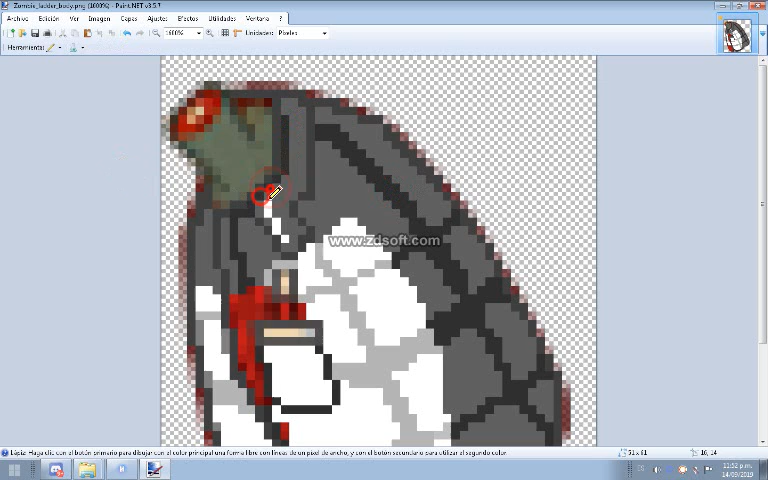 Zombie_ladder_body.png (1600%) - Paint.NET v3.5.7
Archivo Edición Ver Imagen Capas Ajustes Efectos Utilidades Ventana ?
1600% Unidades: Píxeles
Herramienta:
www.zdsoft.com
Lápiz: Haga clic con el botón primario para dibujar con el color principal una forma libre con líneas de un píxel de ancho, y con el botón secundario para utilizar el segundo color.
51 x 61
16, 14
ES
11:52 p.m.
14/09/2019